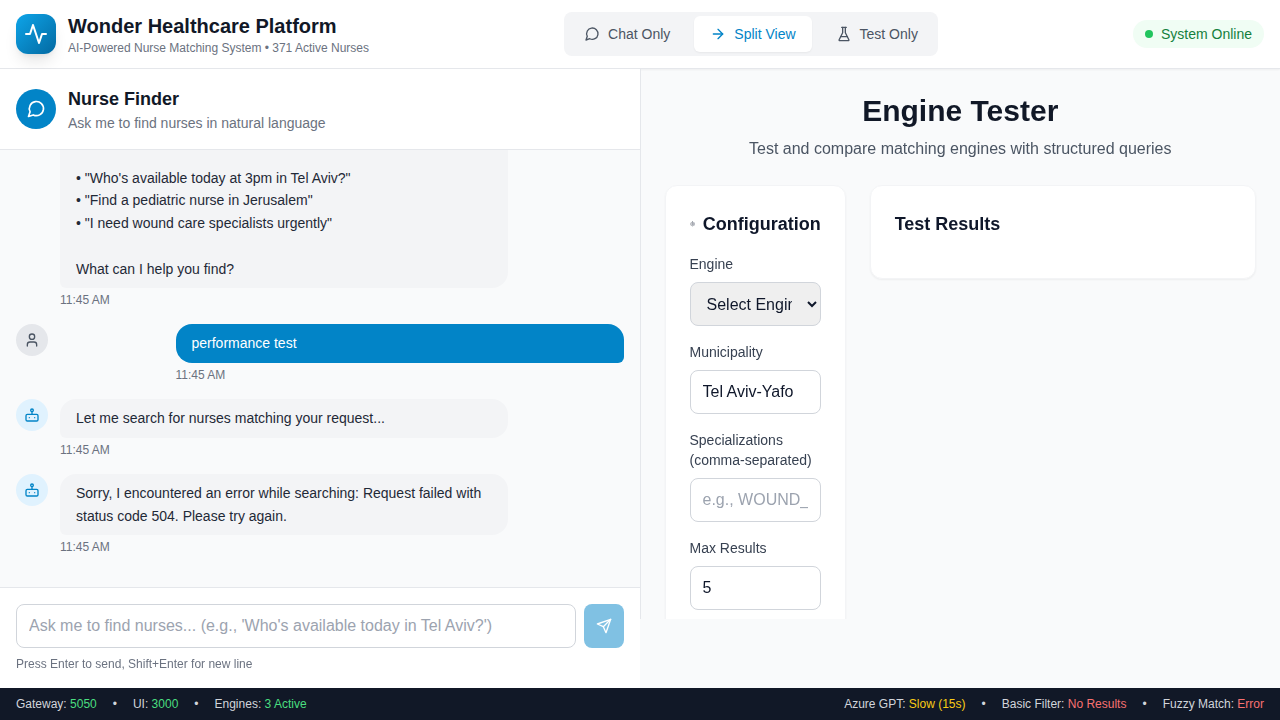 Wonder Healthcare Platform
AI-Powered Nurse Matching System • 371 Active Nurses
Chat Only
Split View
Test Only
System Online
Nurse Finder
Ask me to find nurses in natural language
• "Who's available today at 3pm in Tel Aviv?"
• "Find a pediatric nurse in Jerusalem"
• "I need wound care specialists urgently"
What can I help you find?
11:45 AM
performance test
11:45 AM
Let me search for nurses matching your request...
11:45 AM
Sorry, I encountered an error while searching: Request failed with
status code 504. Please try again.
11:45 AM
Ask me to find nurses... (e.g., 'Who's available today in Tel Aviv?')
Press Enter to send, Shift+Enter for new line
Engine Tester
Test and compare matching engines with structured queries
Configuration
Engine
Select Engir
Municipality
Tel Aviv-Yafo
Specializations
(comma-separated)
e.g., WOUND_
Max Results
5
Test Results
Gateway: 5050 • UI: 3000 • Engines: 3 Active
Azure GPT: Slow (15s) • Basic Filter: No Results • Fuzzy Match: Error